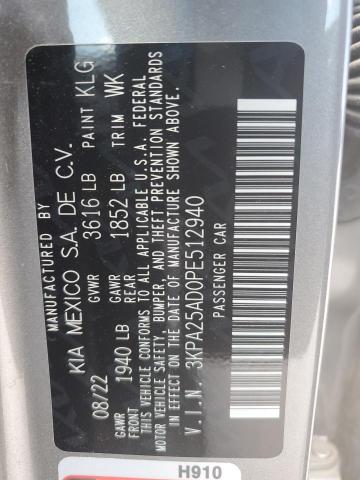 MANUFACTURED BY
KIA MEXICO S.A. DE C.V.
08/22 GVWR 3616 LB PAINT KLG
GAWR FRONT 1940 LB GAWR REAR 1852 LB TRIM WK
THIS VEHICLE CONFORMS TO ALL APPLICABLE U.S.A. FEDERAL
MOTOR VEHICLE SAFETY, BUMPER, AND THEFT PREVENTION STANDARDS
IN EFFECT ON THE DATE OF MANUFACTURE SHOWN ABOVE.
V.I.N. 3KPA25AD0PE512940
PASSENGER CAR
H910